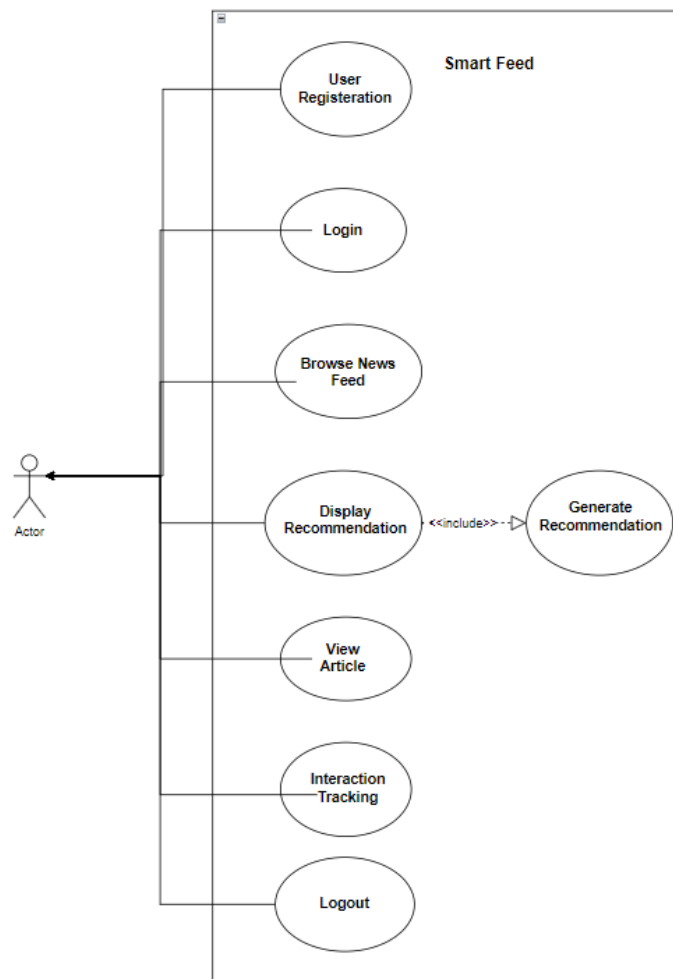 Smart Feed
User
Registeration
Login
Browse News
Feed
Actor
Display
Recommendation
<<include>>
Generate
Recommendation
View
Article
Interaction
Tracking
Logout